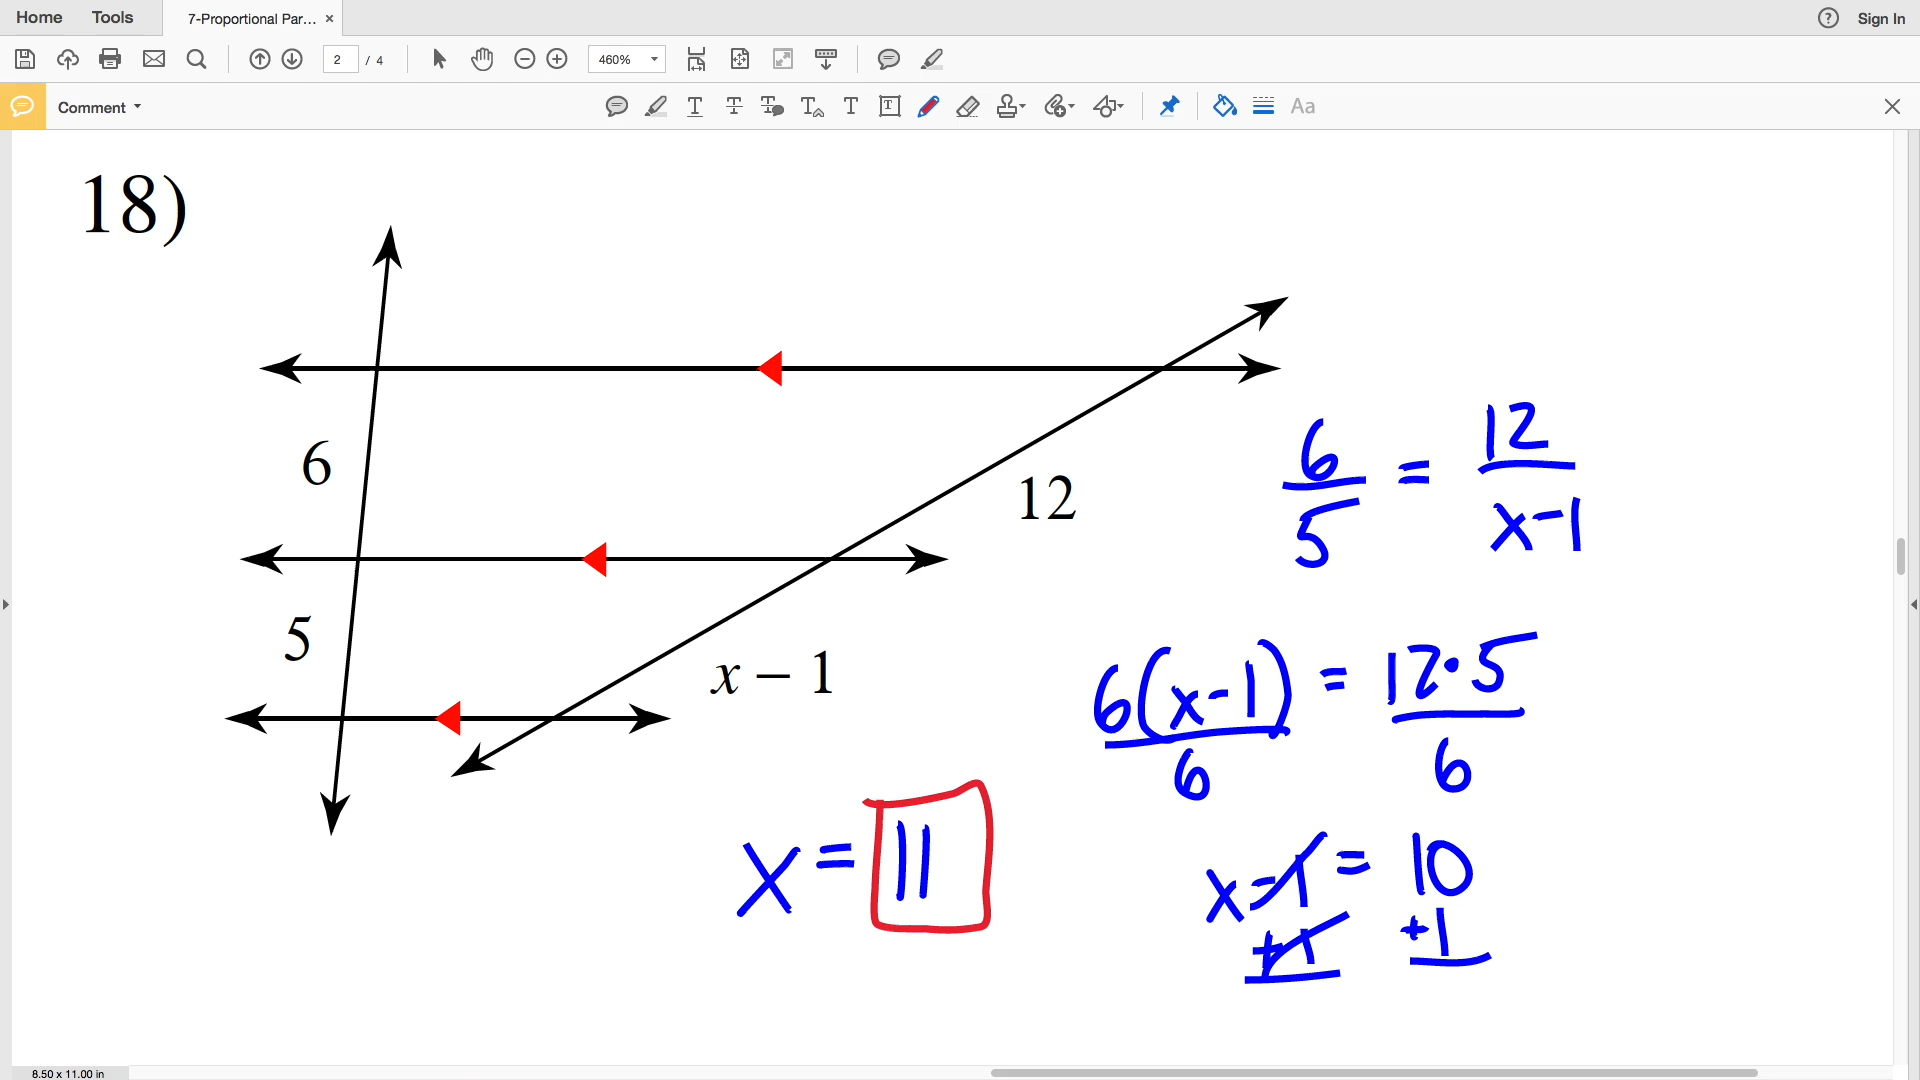 Home Tools 7-Proportional Par... × ? Sign In
2 / 4 460%
Comment T T T T T T Aa
18)
6
12
5
x − 1
6/5 = 12/x-1
6(x-1)/6 = 12·5/6
x-1 = 10
+1 +1
x = 11
8.50 x 11.00 in